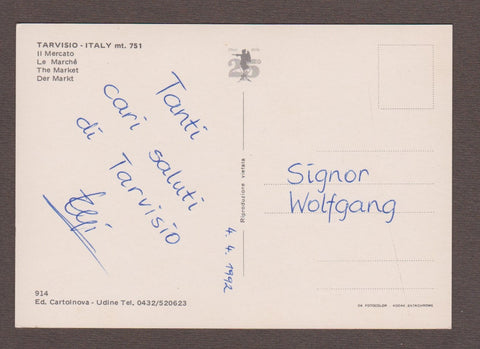 TARVISIO - ITALY mt. 751
Il Mercato
Le Marché
The Market
Der Markt
25
Tanti
cari saluti
di Tarvisio
4.4.1992
Riproduzione vietata
Signor
Wolfgang
914
Ed. Cartolnova - Udine Tel. 0432/520623